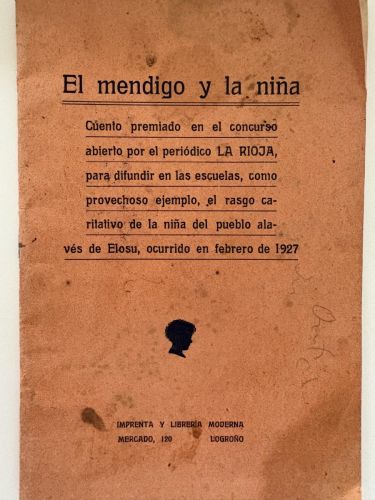 El mendigo y la niña
Cuento premiado en el concurso
abierto por el periódico LA RIOJA,
para difundir en las escuelas, como
provechoso ejemplo, el rasgo ca-
ritativo de la niña del pueblo ala-
vés de Elosu, ocurrido en febrero de 1927
IMPRENTA Y LIBRERÍA MODERNA
MERCADO, 120 LOGROÑO